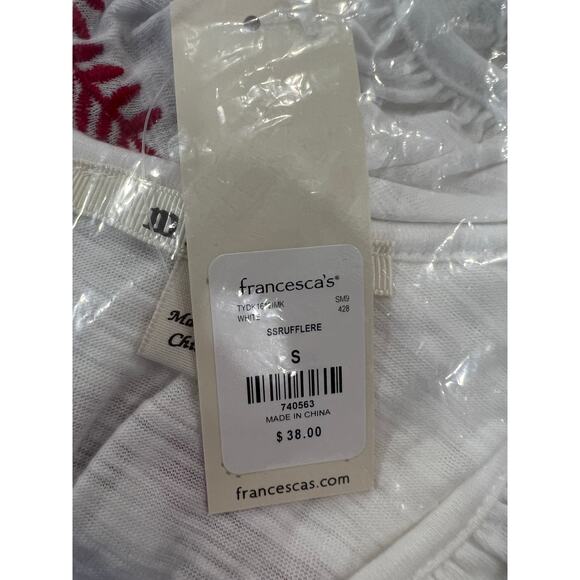 francesca's®
SM9
WHITE 428
SSRUFFLERE
S
740563
MADE IN CHINA
$ 38.00
francescas.com